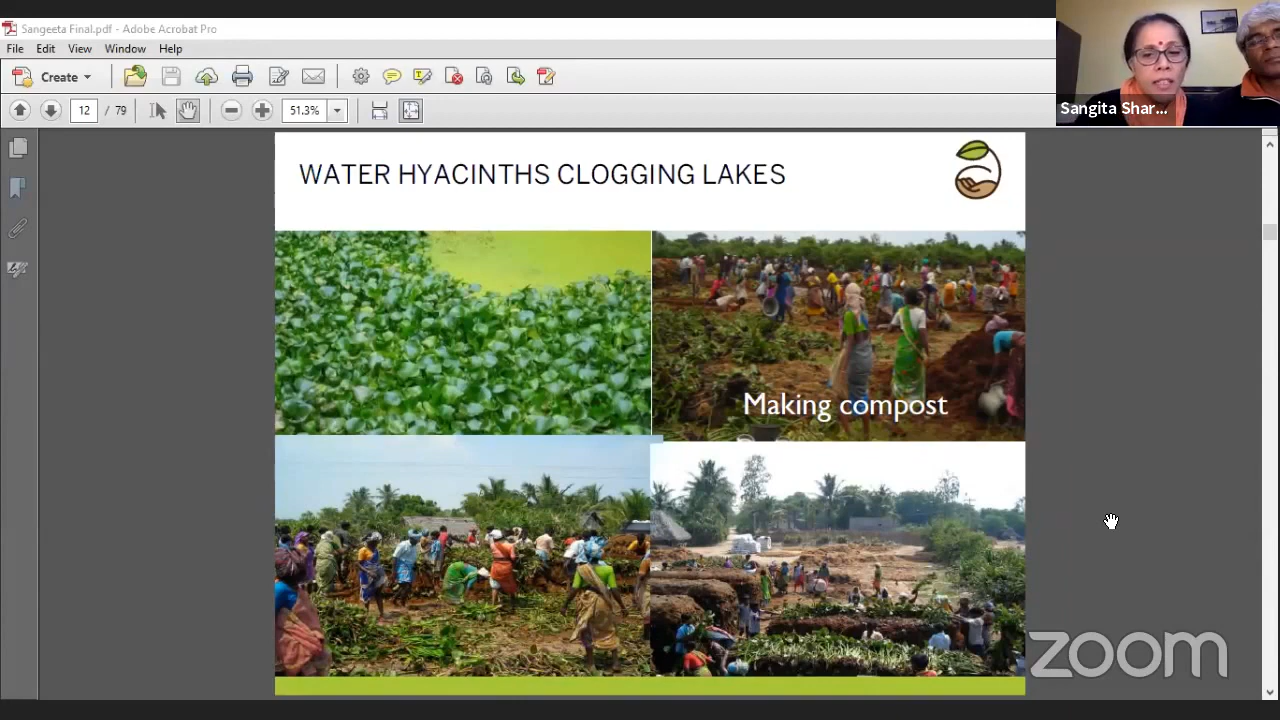 Sangeeta Final.pdf - Adobe Acrobat Pro
File Edit View Window Help
Create
12 / 79 51.3%
Sangita Shar...
WATER HYACINTHS CLOGGING LAKES
Making compost
zoom